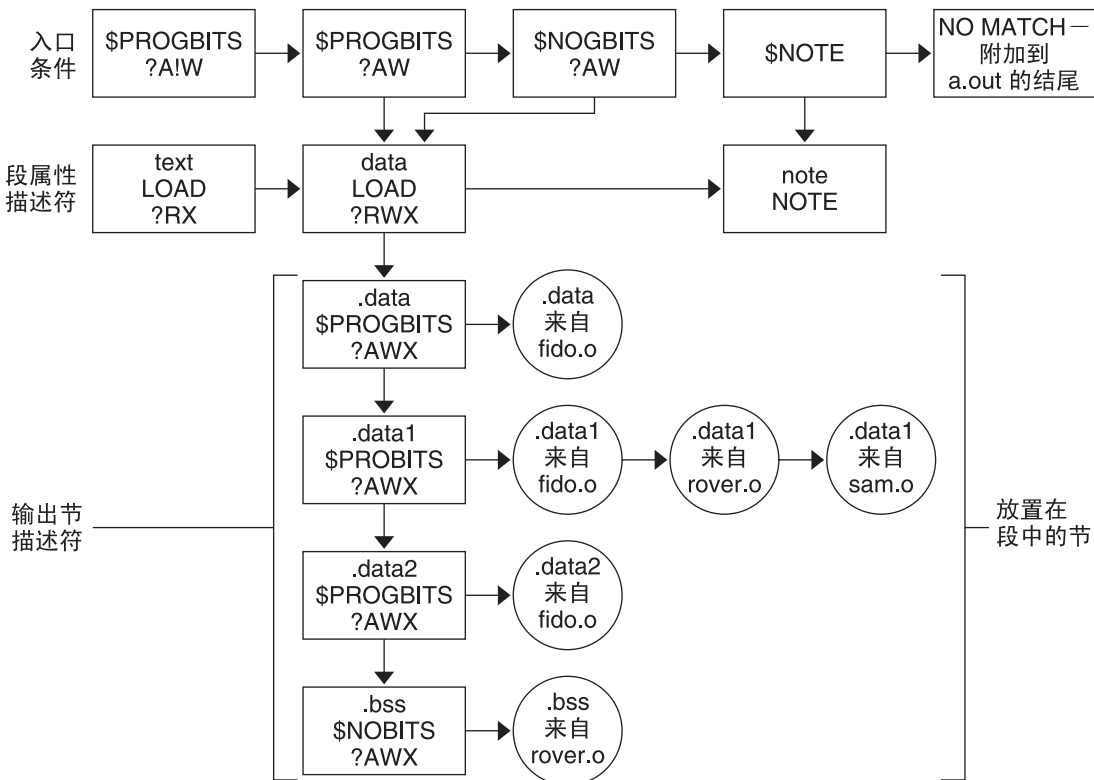 入口
条件
$PROGBITS
?A!W
$PROGBITS
?AW
$NOGBITS
?AW
$NOTE
NO MATCH－
附加到
a.out 的结尾
段属性
描述符
text
LOAD
?RX
data
LOAD
?RWX
note
NOTE
输出节
描述符
.data
$PROGBITS
?AWX
.data
来自
fido.o
.data1
$PROBITS
?AWX
.data1
来自
fido.o
.data1
来自
rover.o
.data1
来自
sam.o
.data2
$PROGBITS
?AWX
.data2
来自
fido.o
.bss
$NOBITS
?AWX
.bss
来自
rover.o
放置在
段中的节